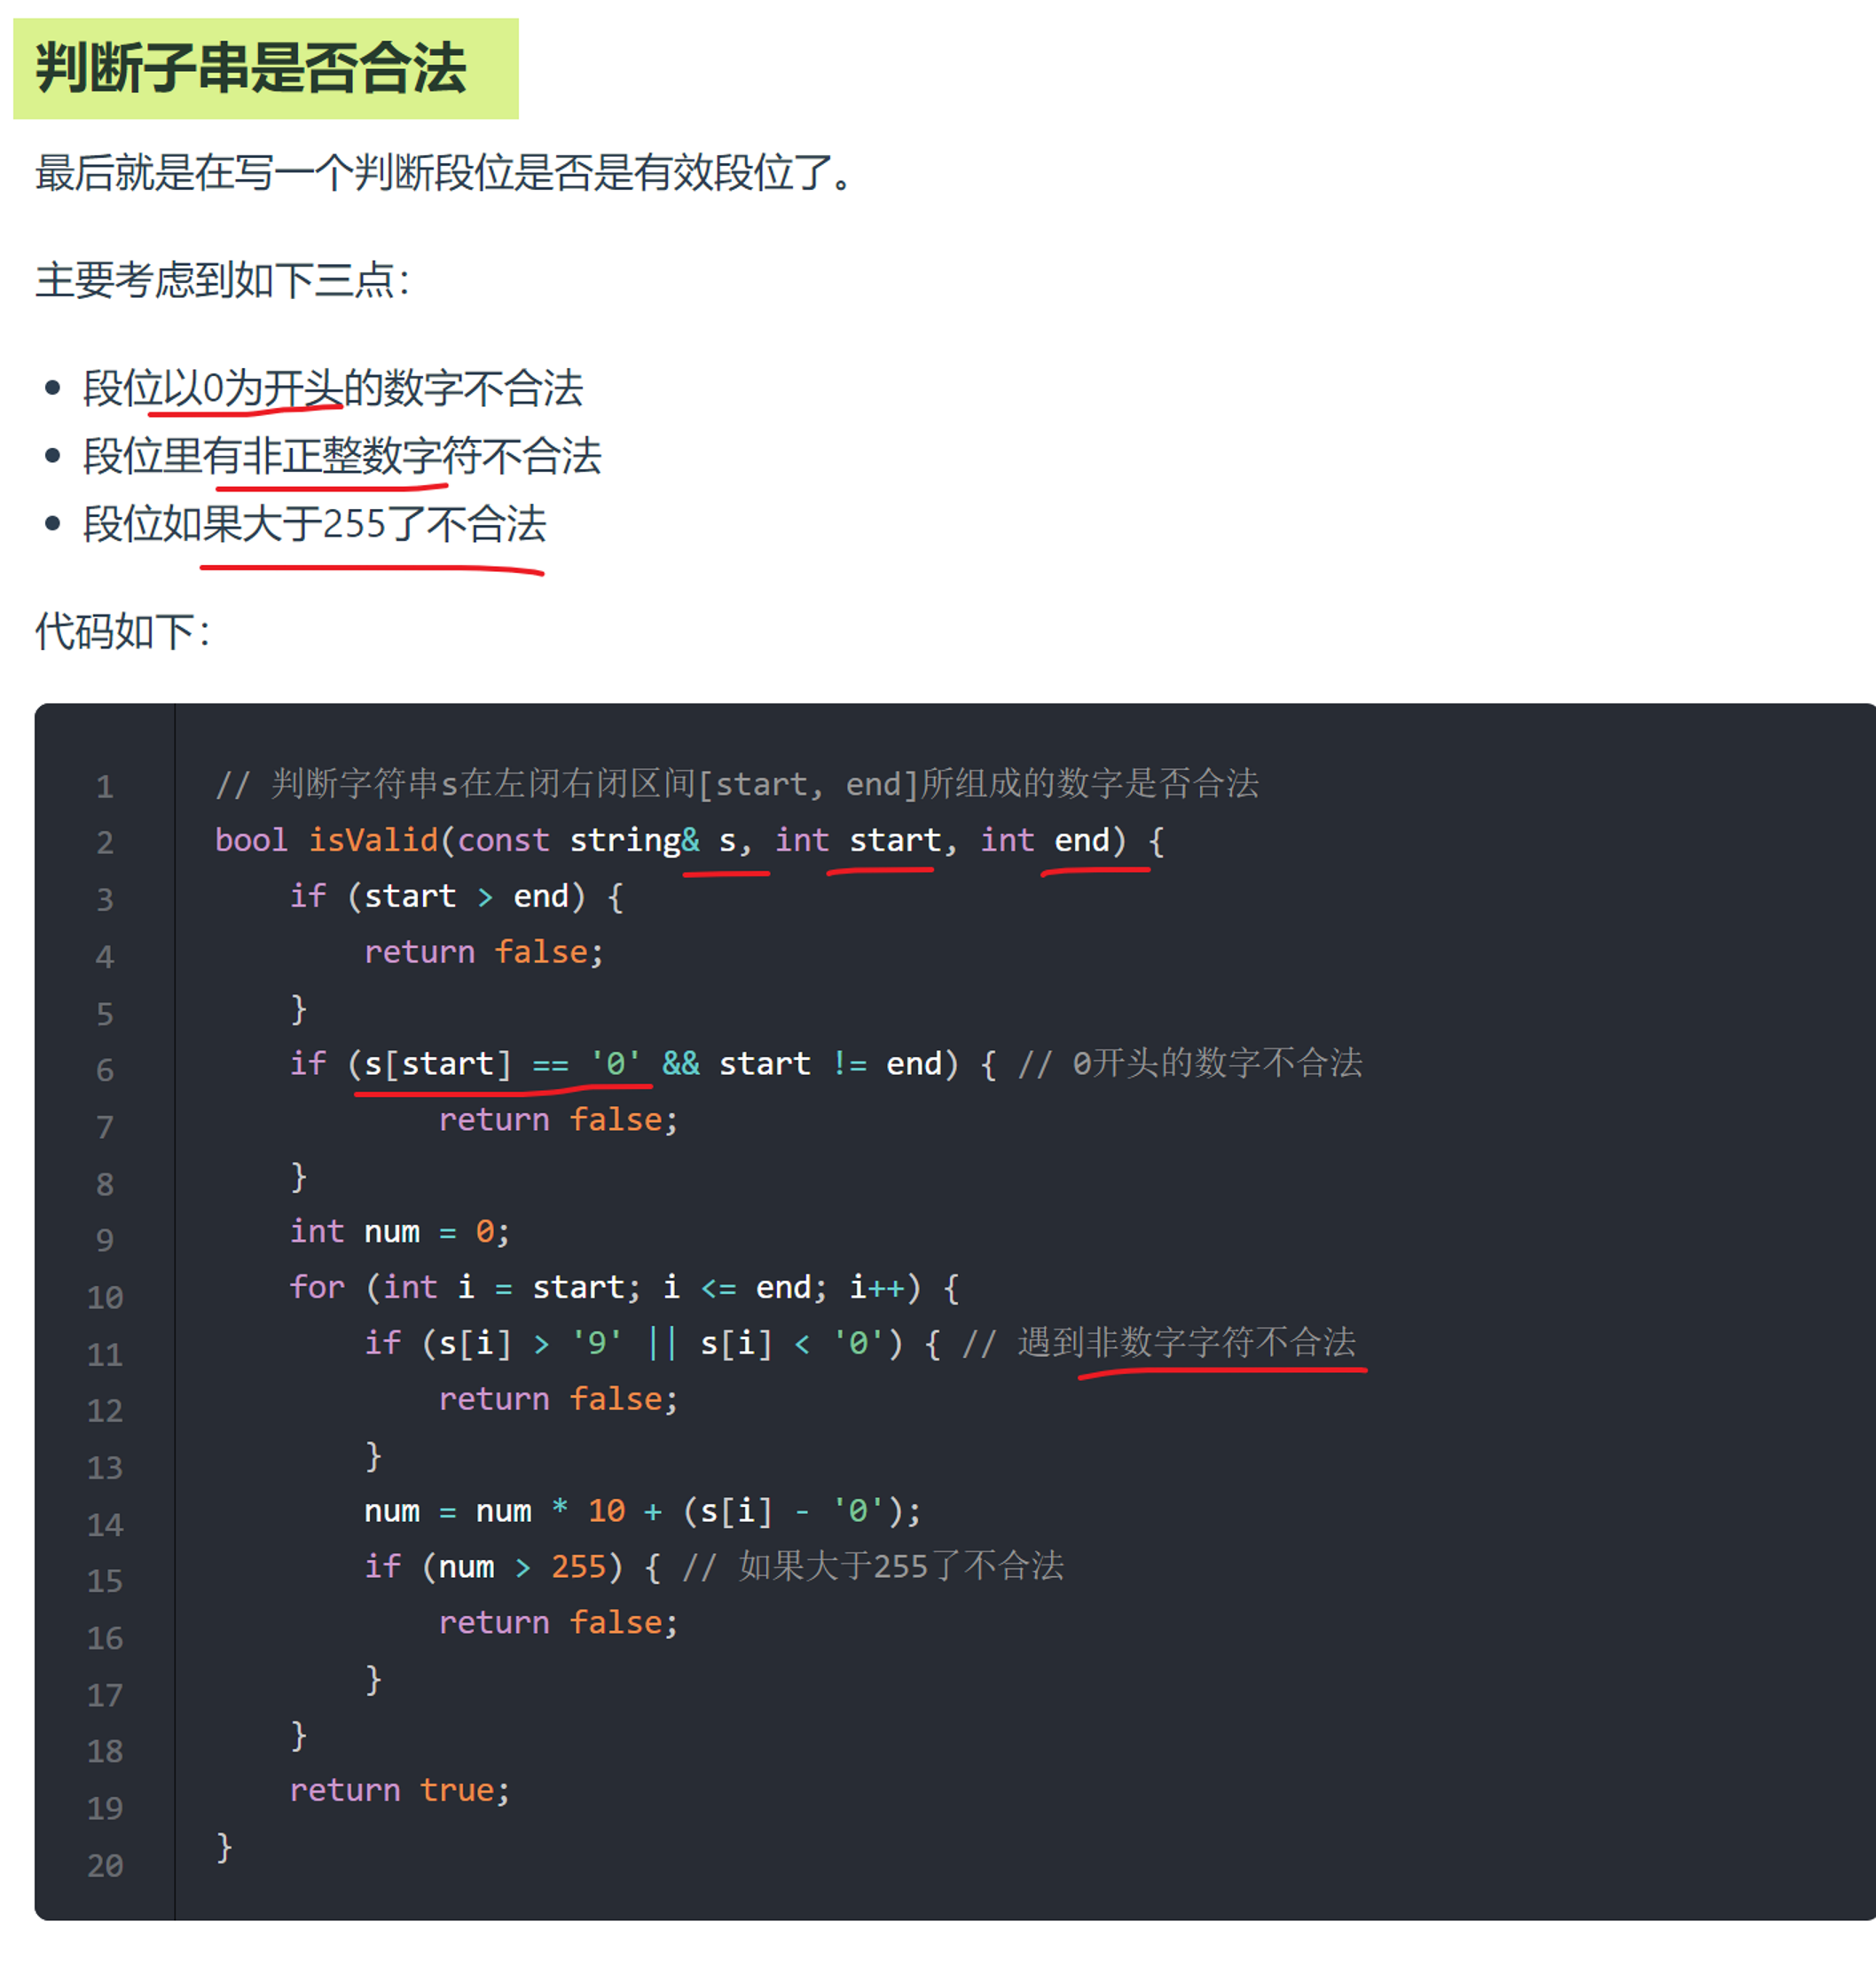 判断子串是否合法
最后就是在写一个判断段位是否是有效段位了。
主要考虑到如下三点：
• 段位以0为开头的数字不合法
• 段位里有非正整数字符不合法
• 段位如果大于255了不合法
代码如下：
1 // 判断字符串s在左闭右闭区间[start, end]所组成的数字是否合法
2 bool isValid(const string& s, int start, int end) {
3     if (start > end) {
4         return false;
5     }
6     if (s[start] == '0' && start != end) { // 0开头的数字不合法
7             return false;
8     }
9     int num = 0;
10     for (int i = start; i <= end; i++) {
11         if (s[i] > '9' || s[i] < '0') { // 遇到非数字字符不合法
12             return false;
13         }
14         num = num * 10 + (s[i] - '0');
15         if (num > 255) { // 如果大于255了不合法
16             return false;
17         }
18     }
19     return true;
20 }